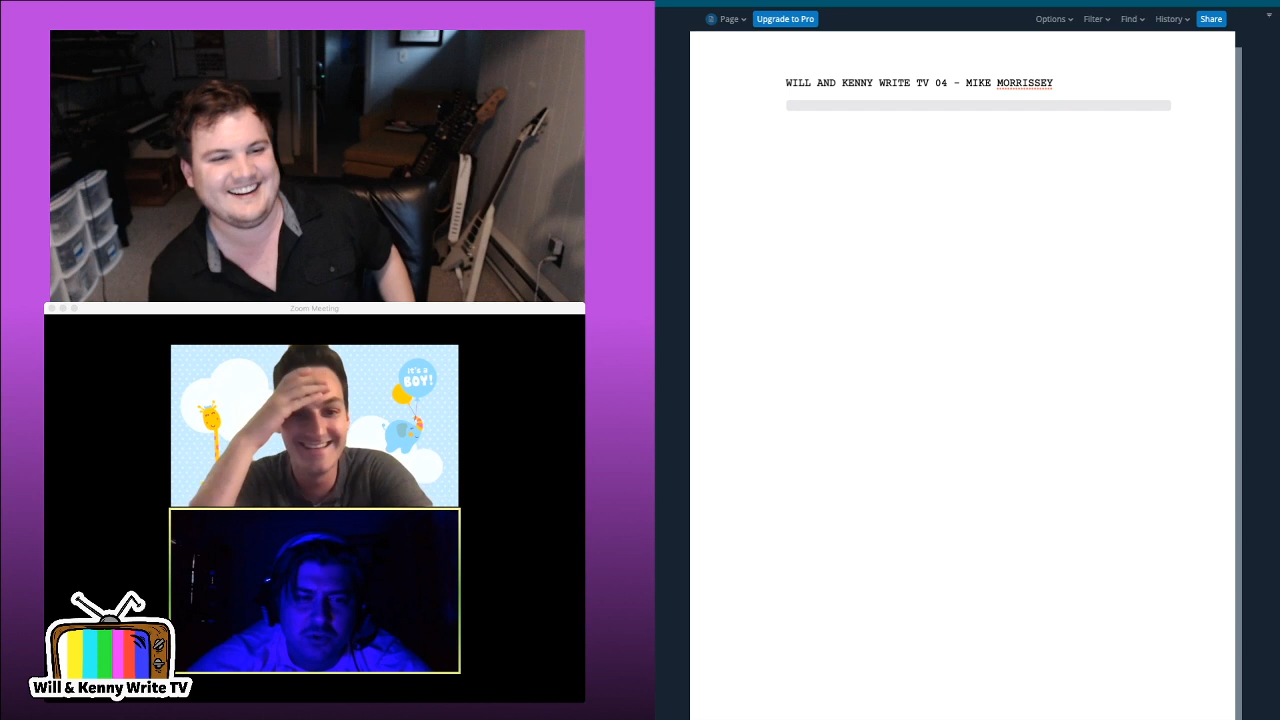 Page
Upgrade to Pro
Options
Filter
Find
History
Share
WILL AND KENNY WRITE TV 04 - MIKE MORRISSEY
Zoom Meeting
IT'S A
BOY!
Will & Kenny Write TV